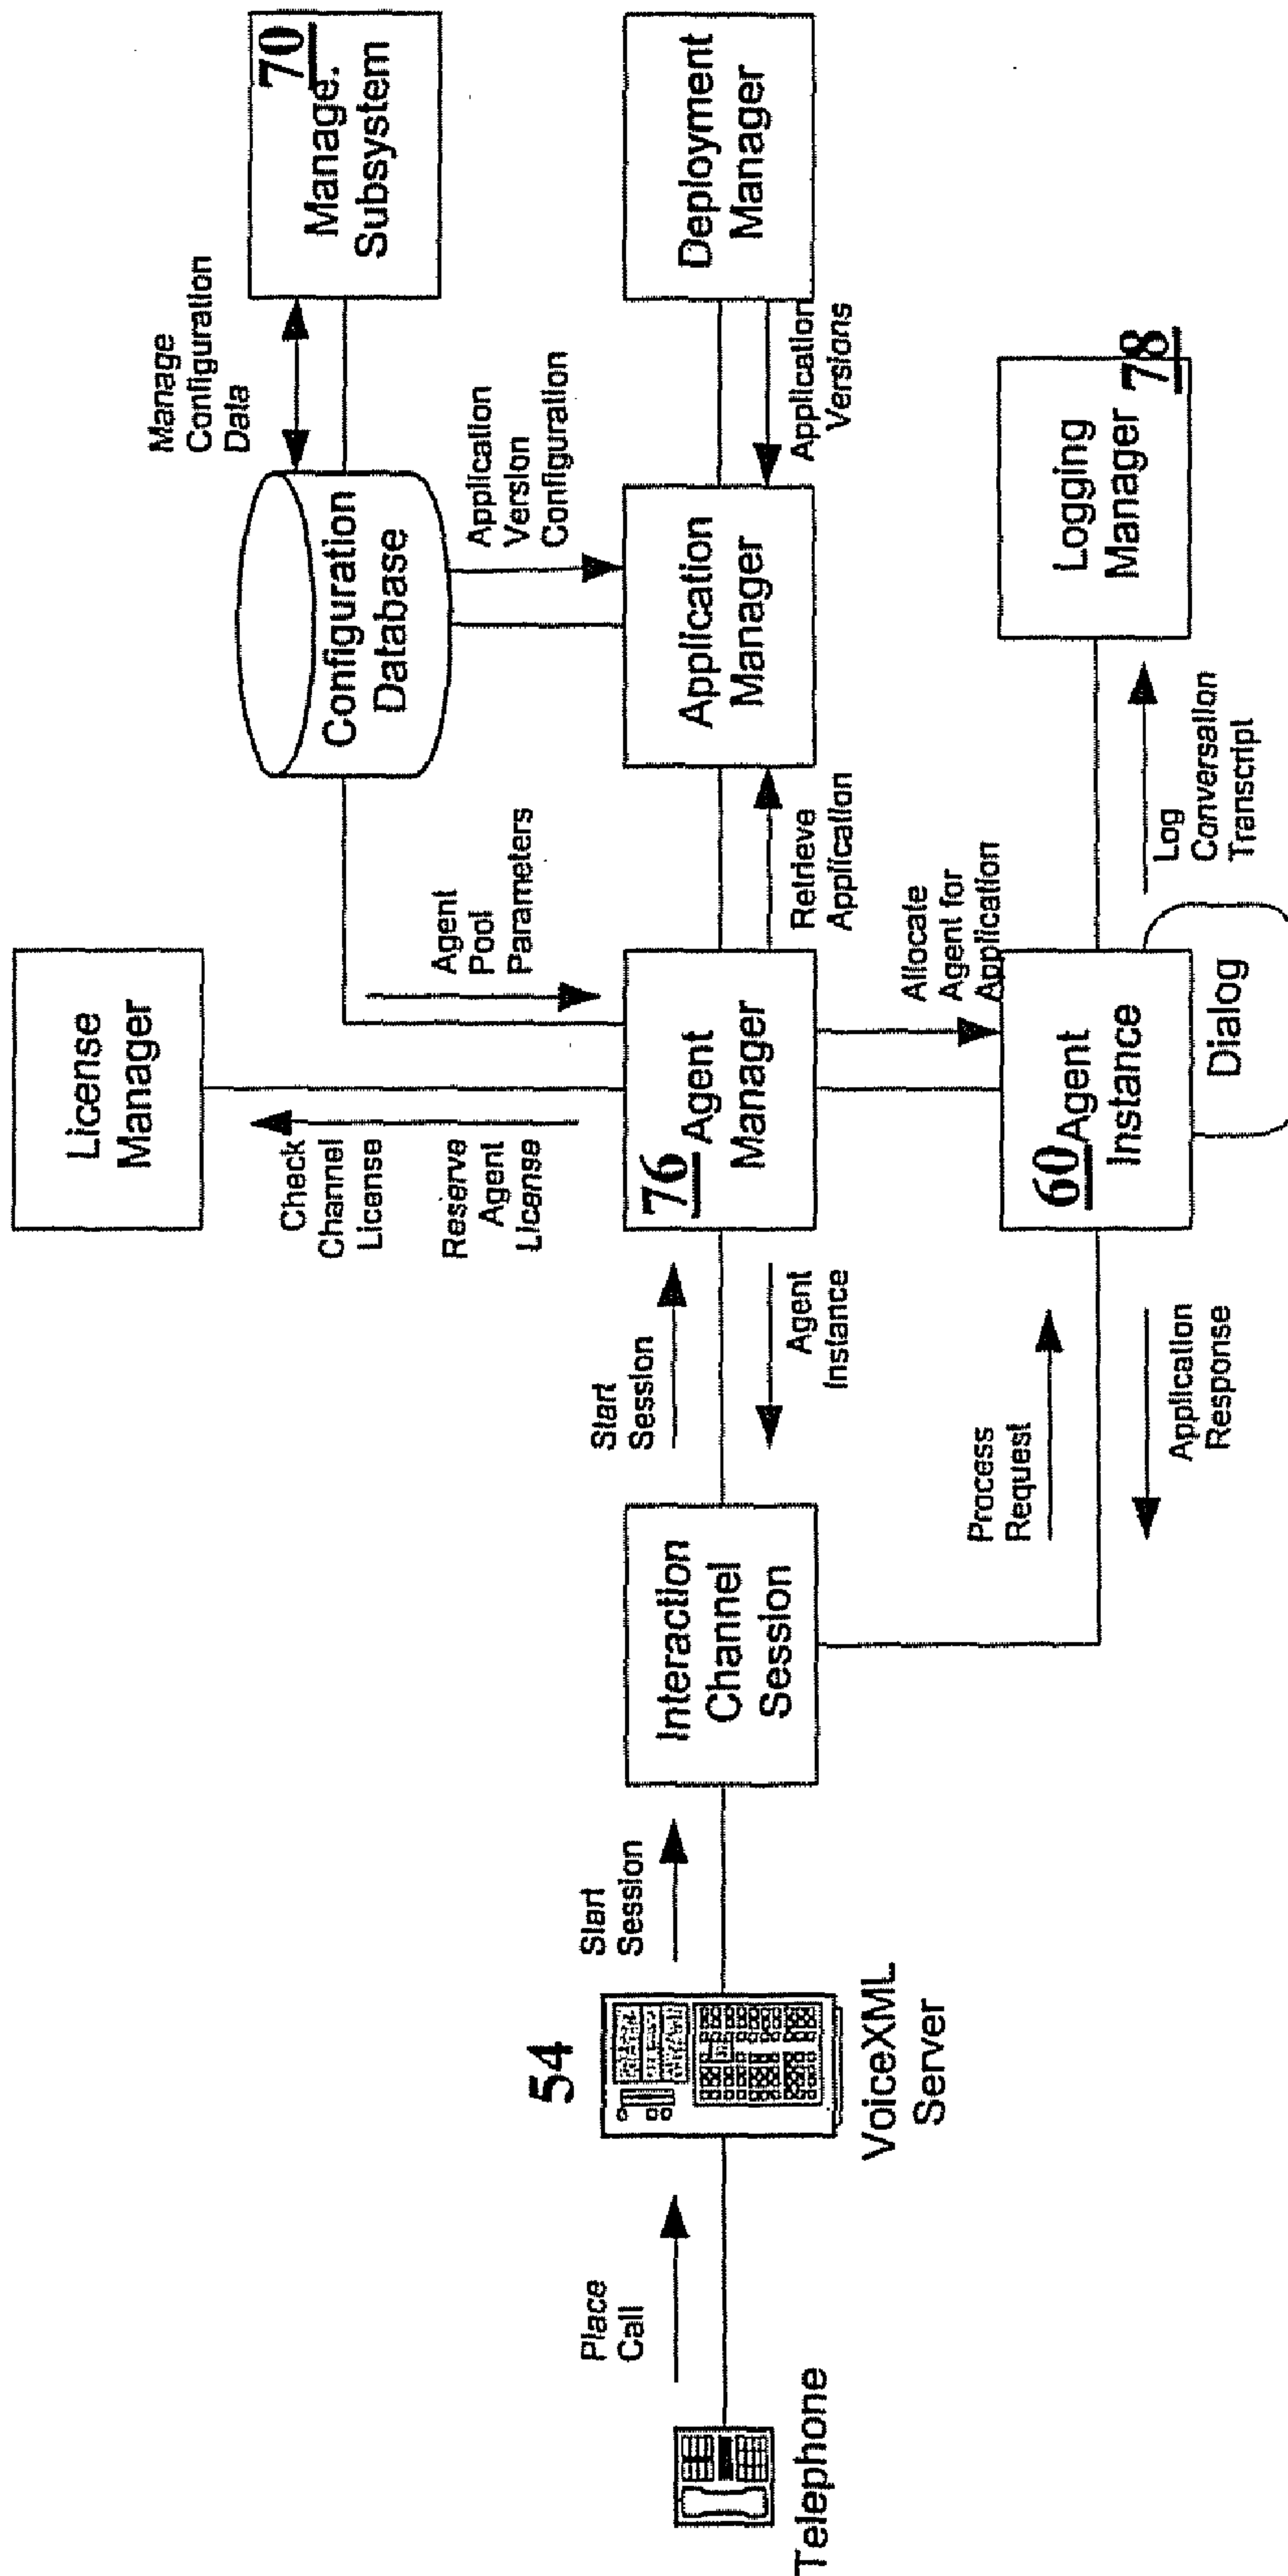 License
Manager
Check
Channel
License
Reserve
Agent
License
Agent
Pool
Parameters
Configuration
Database
Manage
Configuration
Data
70
Manage.
Subsystem
Application
Version
Configuration
Telephone
Place
Call
54
VoiceXML
Server
Start
Session
Interaction
Channel
Session
Start
Session
Agent
Instance
76 Agent
Manager
Retrieve
Application
Application
Manager
Application
Versions
Deployment
Manager
Allocate
Agent for
Application
Process
Request
Application
Response
60 Agent
Instance
Dialog
Log
Conversation
Transcript
Logging
Manager 78